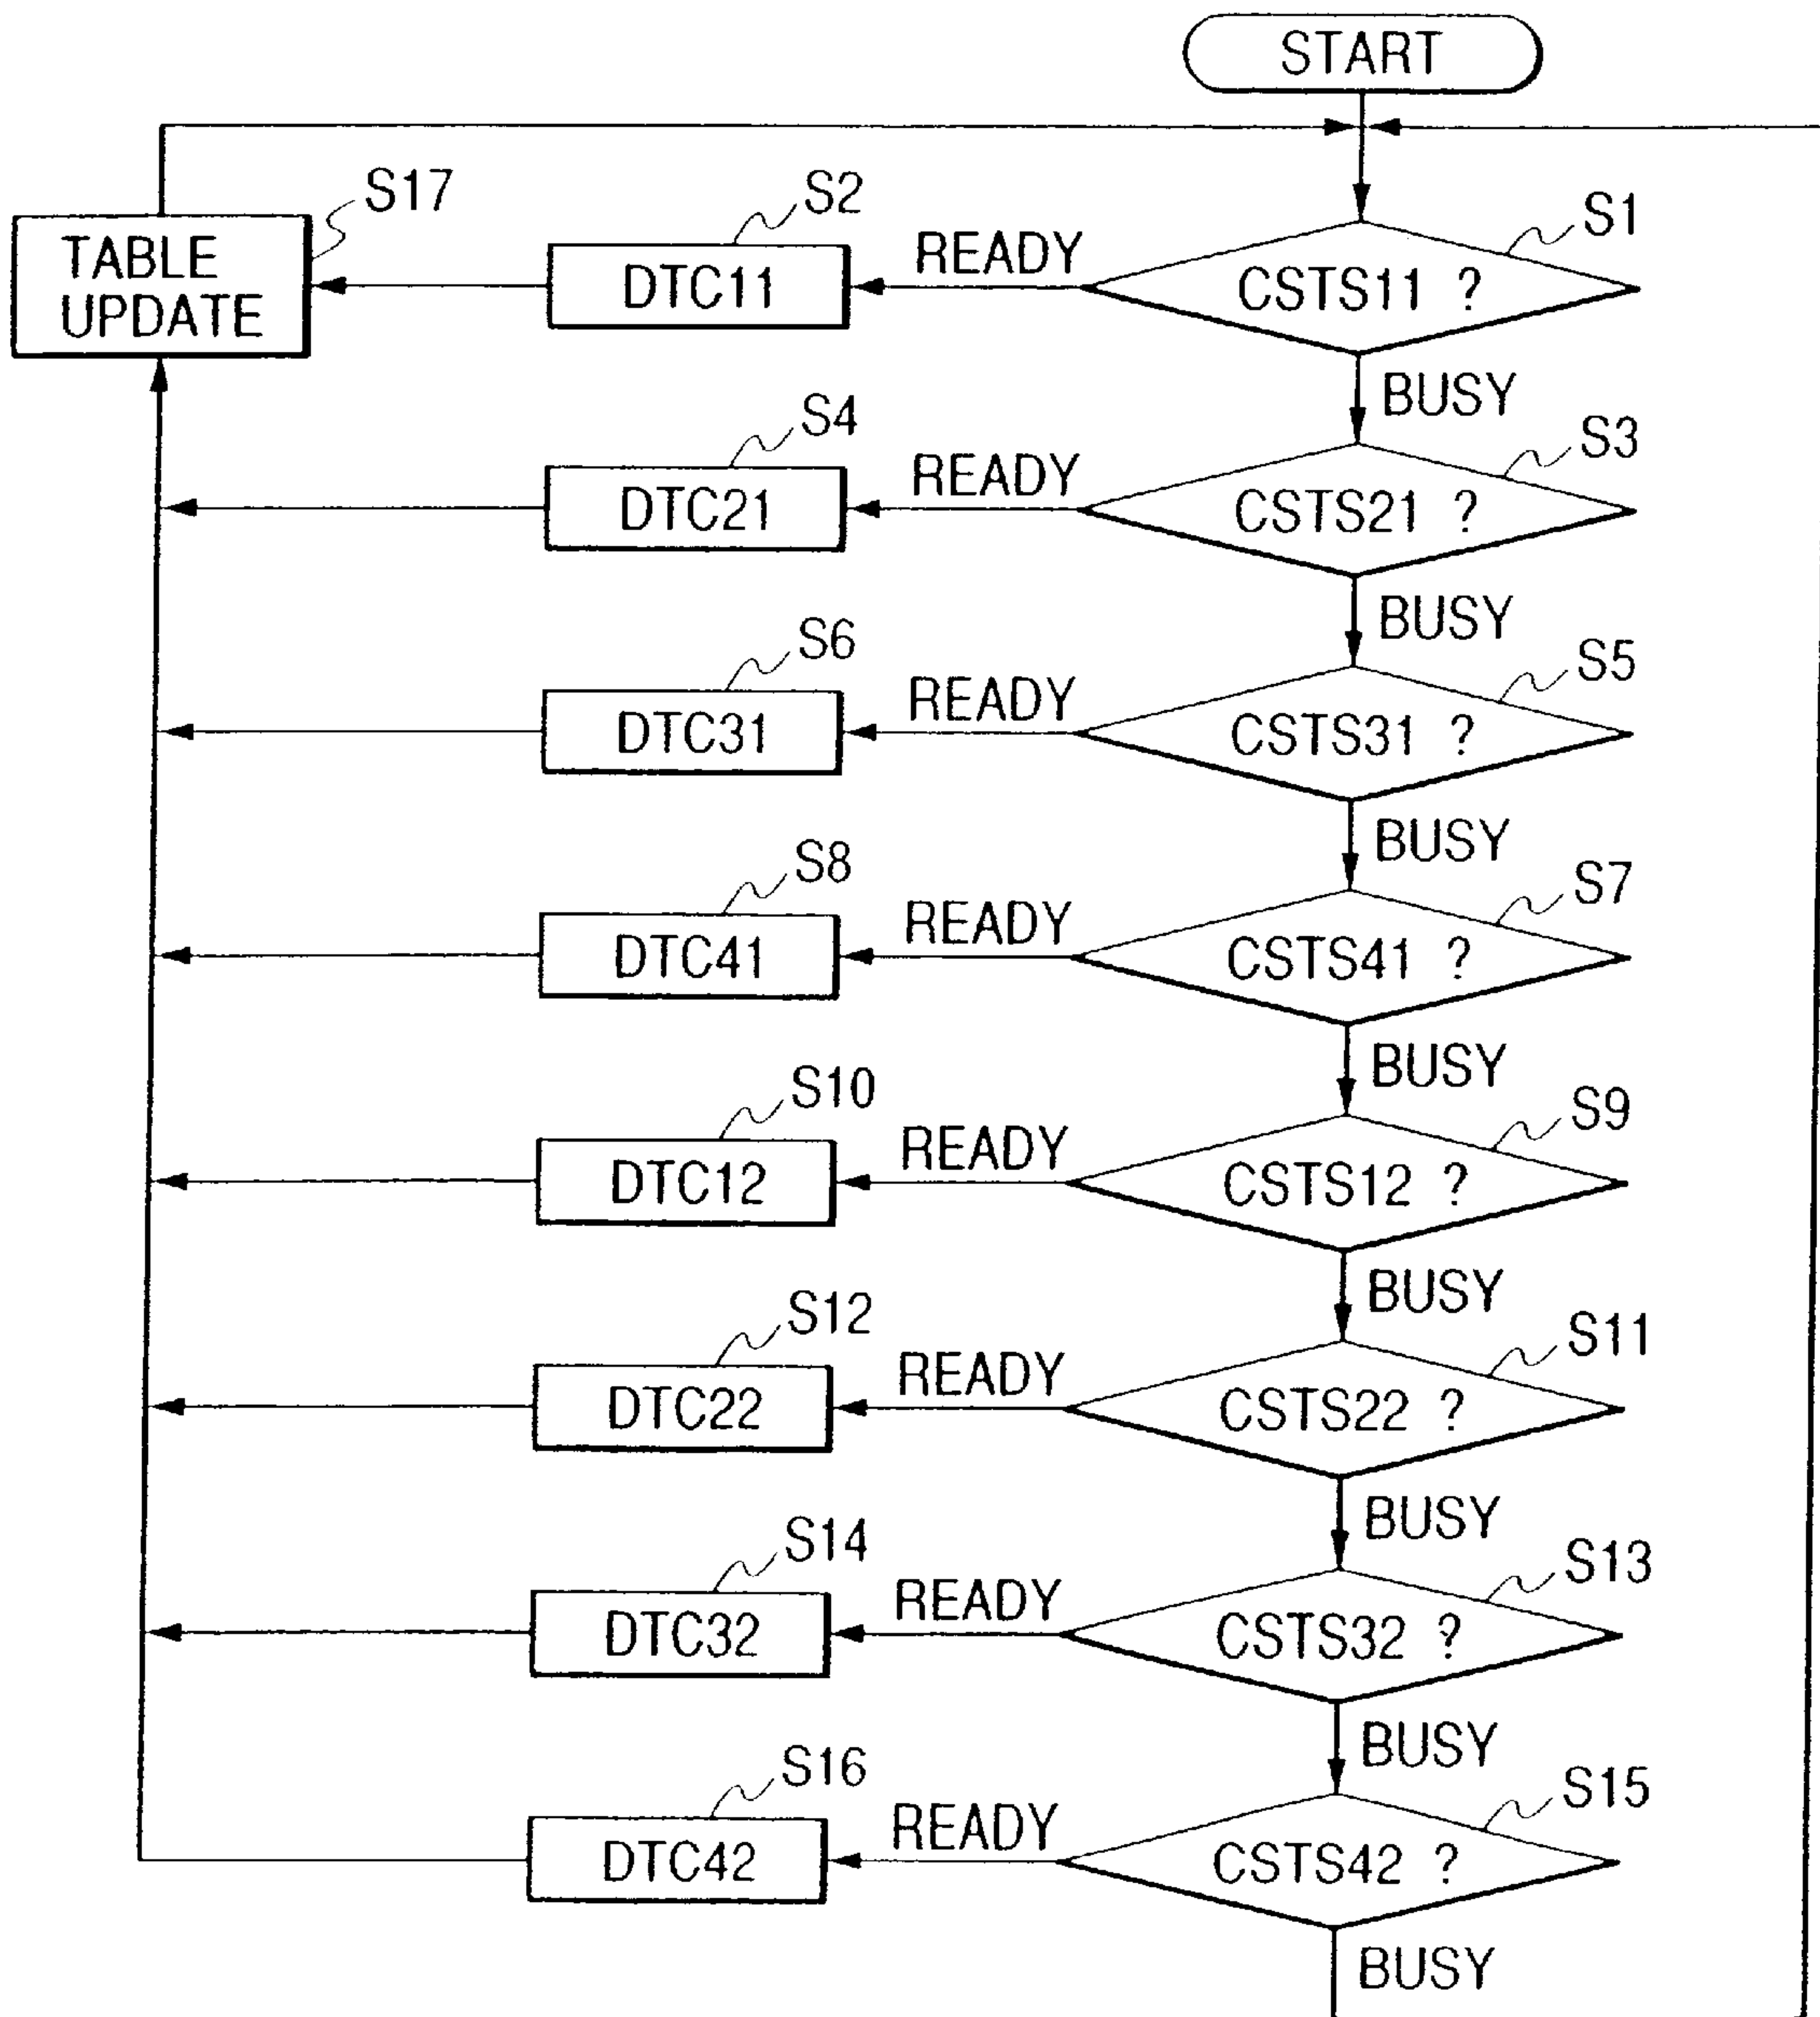 START
S17
S2
S1
TABLE
UPDATE
DTC11
READY
CSTS11 ?
BUSY
S4
S3
DTC21
READY
CSTS21 ?
BUSY
S6
S5
DTC31
READY
CSTS31 ?
BUSY
S8
S7
DTC41
READY
CSTS41 ?
BUSY
S10
S9
DTC12
READY
CSTS12 ?
BUSY
S12
S11
DTC22
READY
CSTS22 ?
BUSY
S14
S13
DTC32
READY
CSTS32 ?
BUSY
S16
S15
DTC42
READY
CSTS42 ?
BUSY